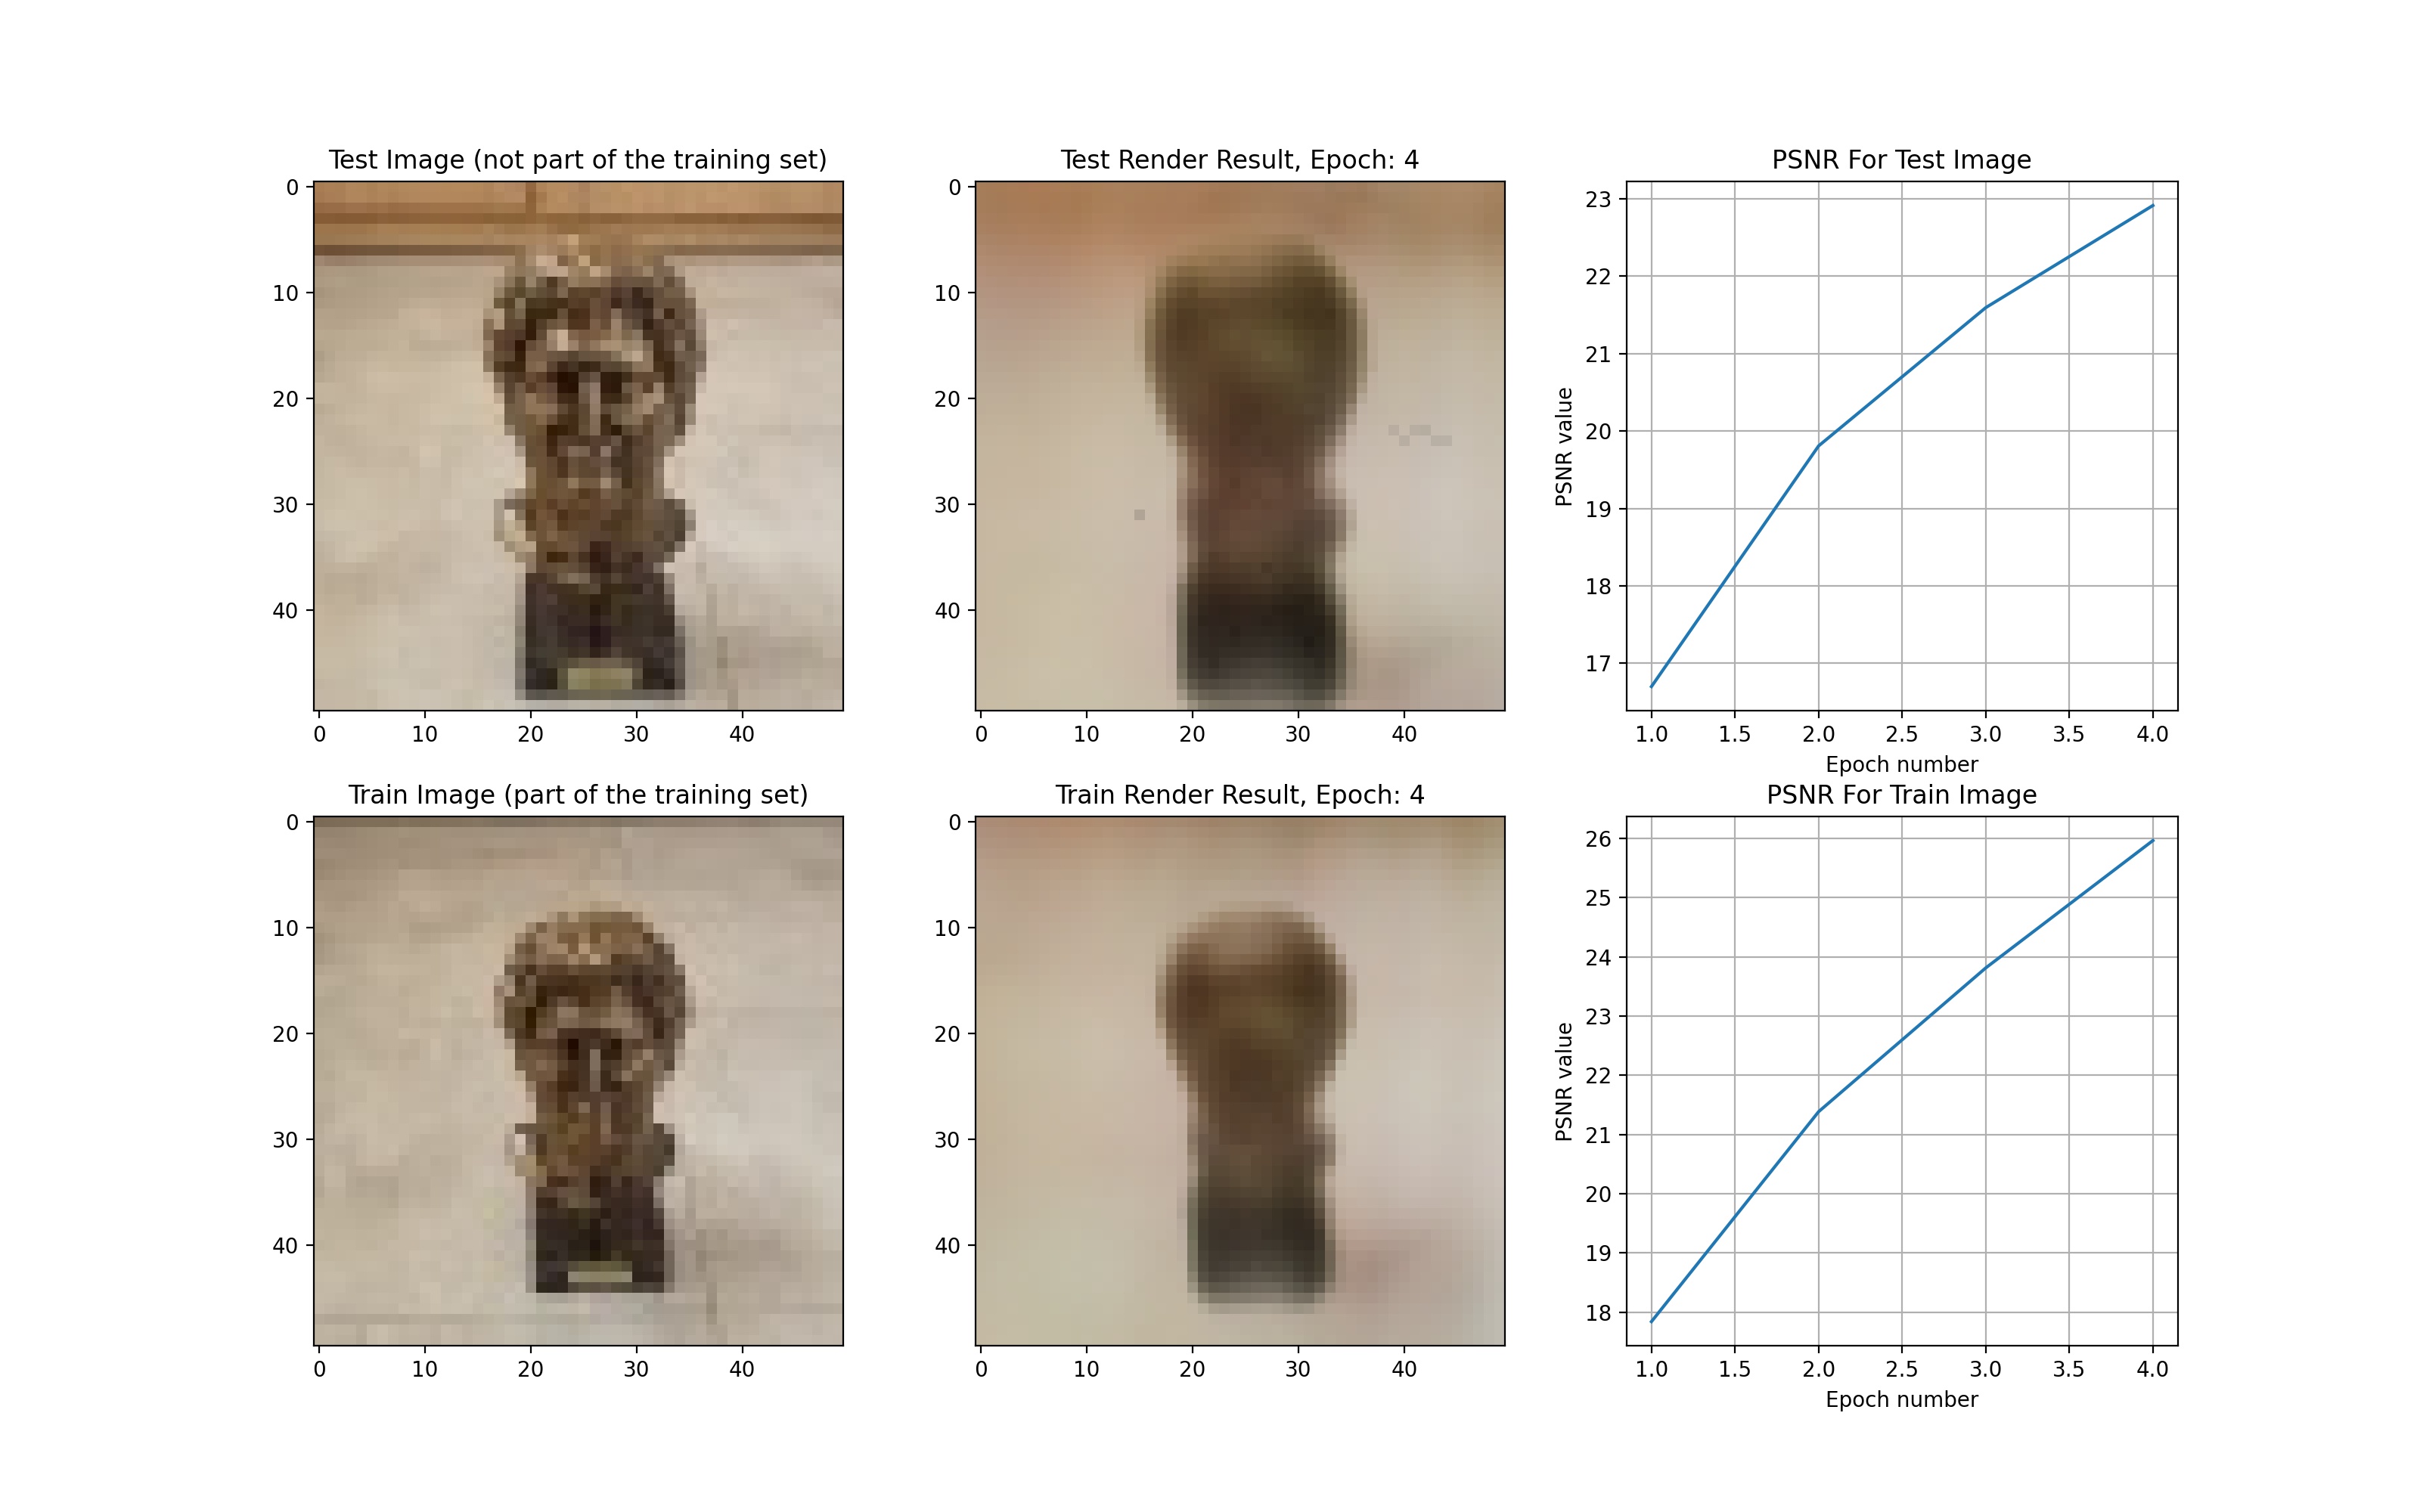 Test Image (not part of the training set)
0
10
20
30
40
0 10 20 30 40
Test Render Result, Epoch: 4
0
10
20
30
40
0 10 20 30 40
PSNR For Test Image
PSNR value
23
22
21
20
19
18
17
1.0 1.5 2.0 2.5 3.0 3.5 4.0
Epoch number
Train Image (part of the training set)
0
10
20
30
40
0 10 20 30 40
Train Render Result, Epoch: 4
0
10
20
30
40
0 10 20 30 40
PSNR For Train Image
PSNR value
26
25
24
23
22
21
20
19
18
1.0 1.5 2.0 2.5 3.0 3.5 4.0
Epoch number